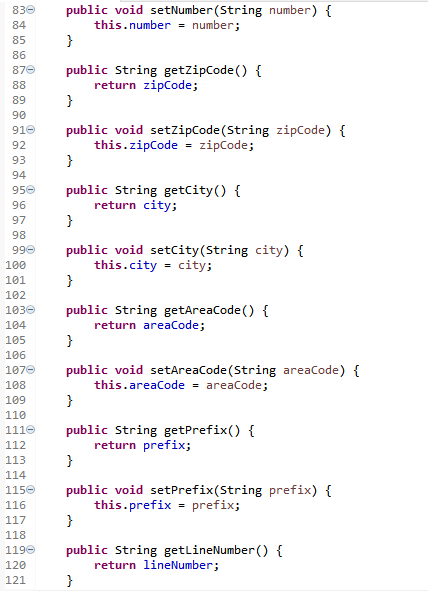 83 public void setNumber(String number) {
84 this.number = number;
85 }
86
87 public String getZipCode() {
88 return zipCode;
89 }
90
91 public void setZipCode(String zipCode) {
92 this.zipCode = zipCode;
93 }
94
95 public String getCity() {
96 return city;
97 }
98
99 public void setCity(String city) {
100 this.city = city;
101 }
102
103 public String getAreaCode() {
104 return areaCode;
105 }
106
107 public void setAreaCode(String areaCode) {
108 this.areaCode = areaCode;
109 }
110
111 public String getPrefix() {
112 return prefix;
113 }
114
115 public void setPrefix(String prefix) {
116 this.prefix = prefix;
117 }
118
119 public String getLineNumber() {
120 return lineNumber;
121 }